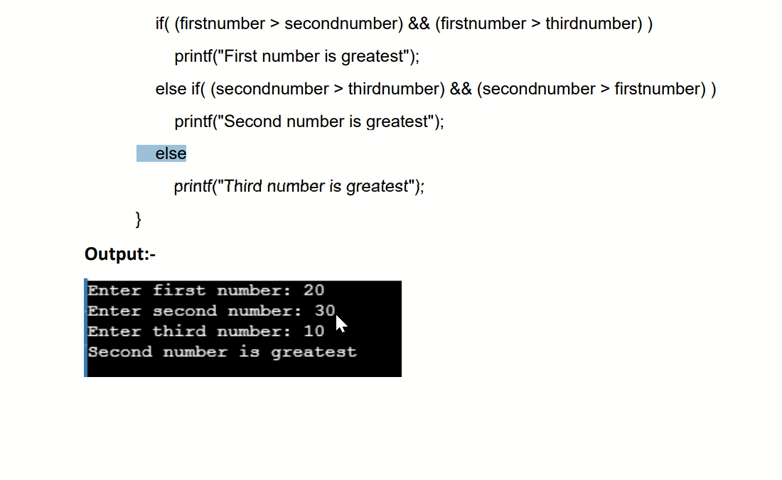 if( (firstnumber > secondnumber) && (firstnumber > thirdnumber) )
printf("First number is greatest");
else if( (secondnumber > thirdnumber) && (secondnumber > firstnumber) )
printf("Second number is greatest");
else
printf("Third number is greatest");
}
Output:-
Enter first number: 20
Enter second number: 30
Enter third number: 10
Second number is greatest